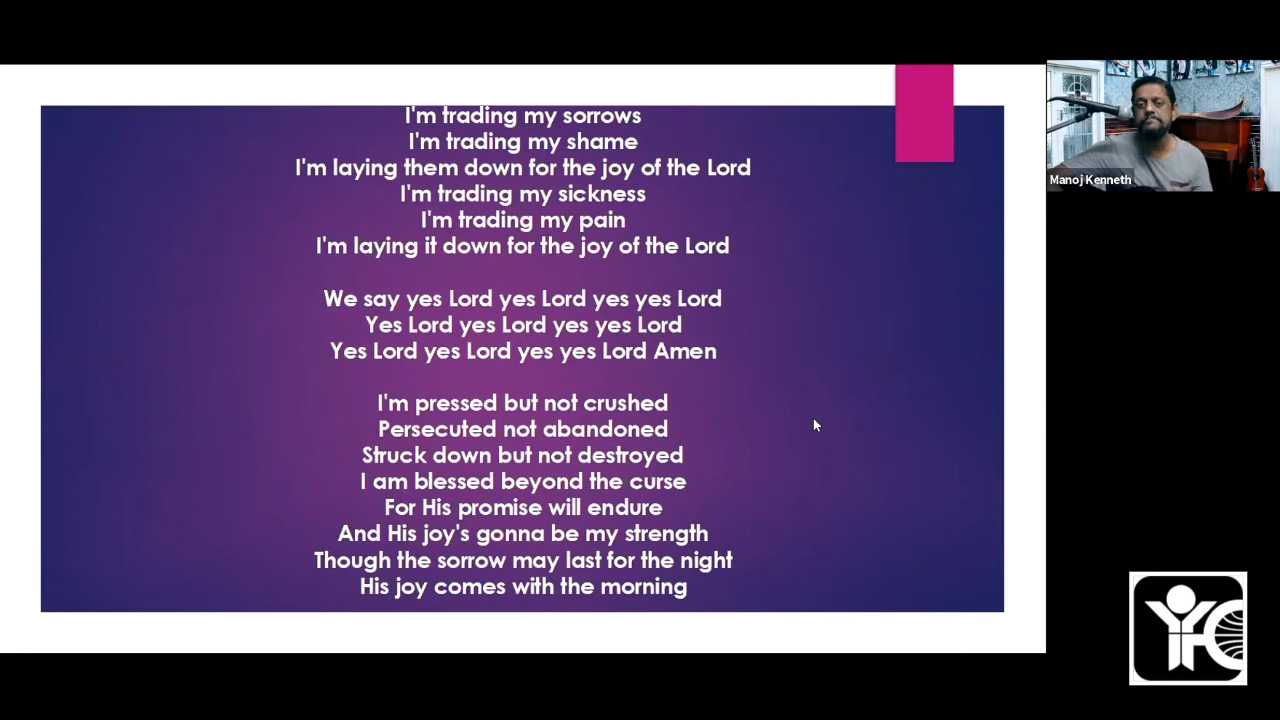 I'm trading my sorrows
I'm trading my shame
I'm laying them down for the joy of the Lord
I'm trading my sickness
I'm trading my pain
I'm laying it down for the joy of the Lord
We say yes Lord yes Lord yes yes Lord
Yes Lord yes Lord yes yes Lord
Yes Lord yes Lord yes yes Lord Amen
I'm pressed but not crushed
Persecuted not abandoned
Struck down but not destroyed
I am blessed beyond the curse
For His promise will endure
And His joy's gonna be my strength
Though the sorrow may last for the night
His joy comes with the morning
Manoj Kenneth
YFC